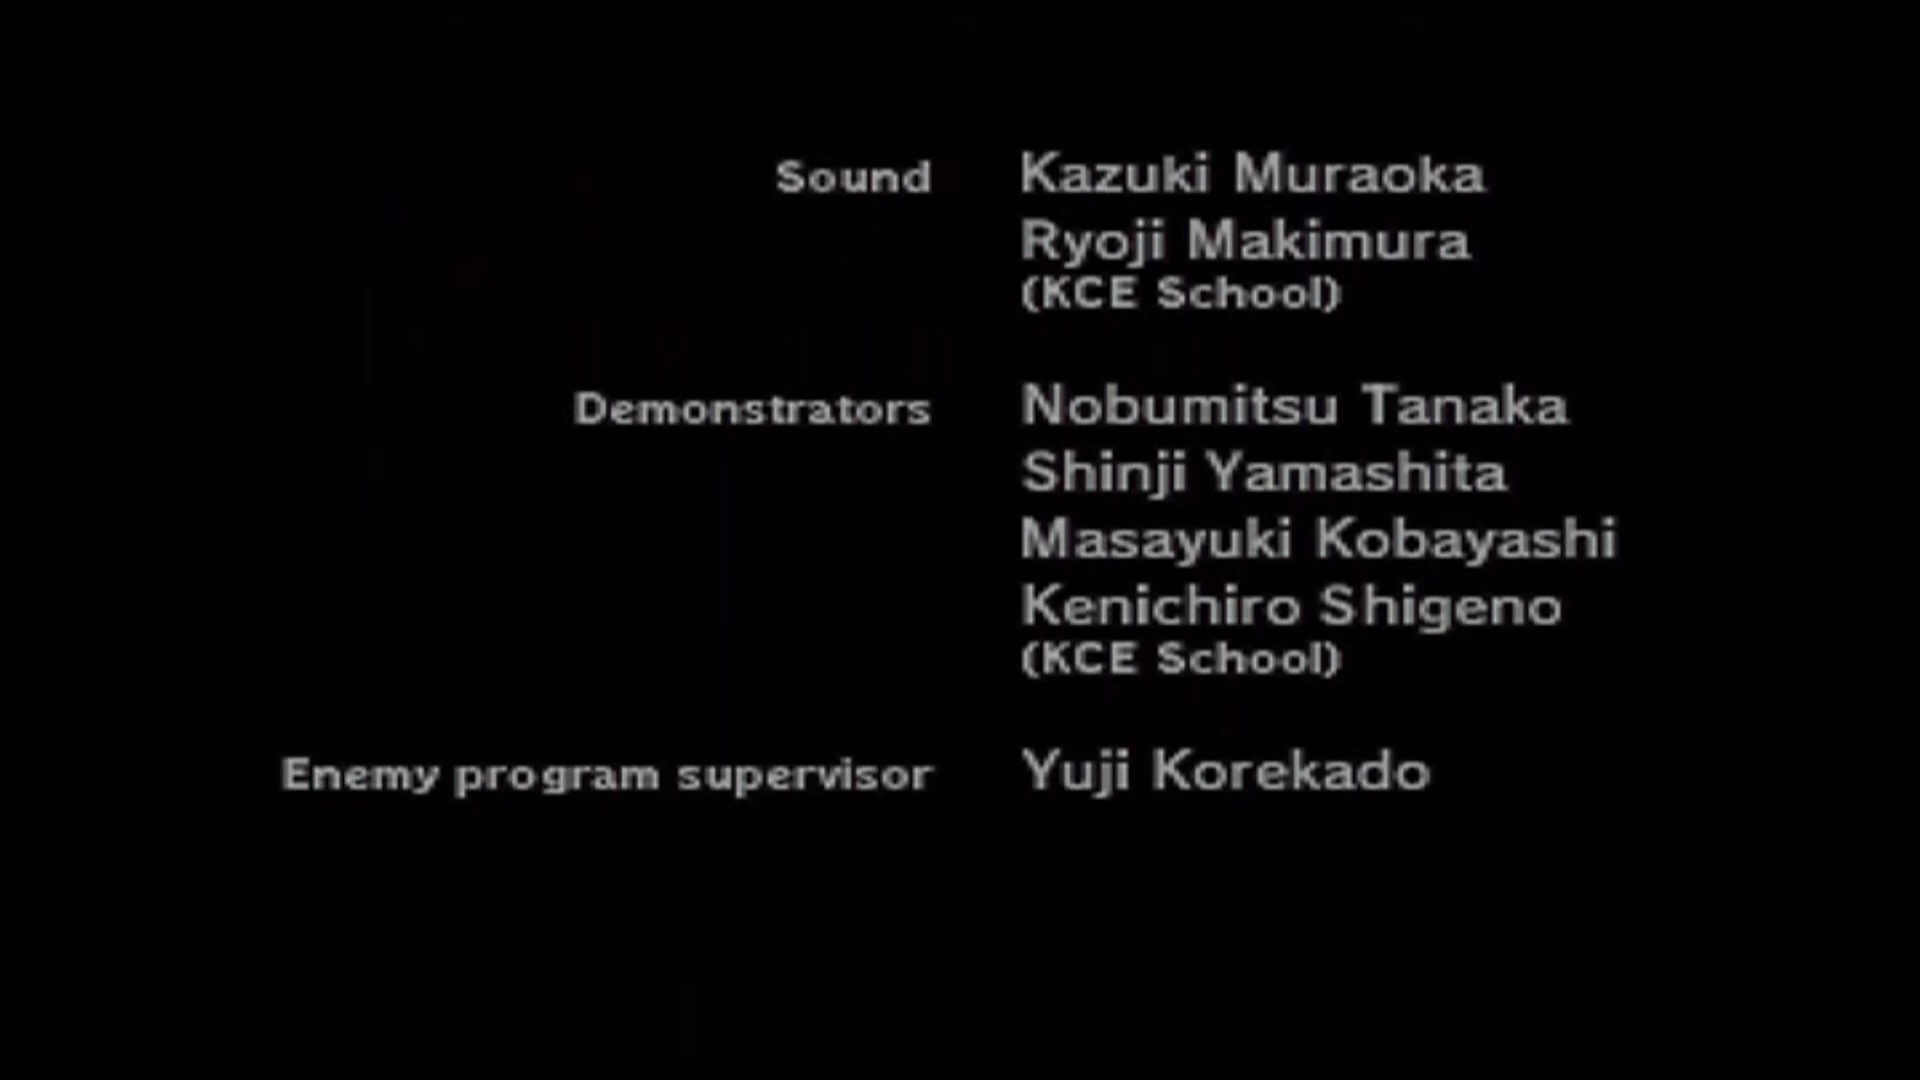 Sound Kazuki Muraoka
Ryoji Makimura
(KCE School)
Demonstrators Nobumitsu Tanaka
Shinji Yamashita
Masayuki Kobayashi
Kenichiro Shigeno
(KCE School)
Enemy program supervisor Yuji Korekado